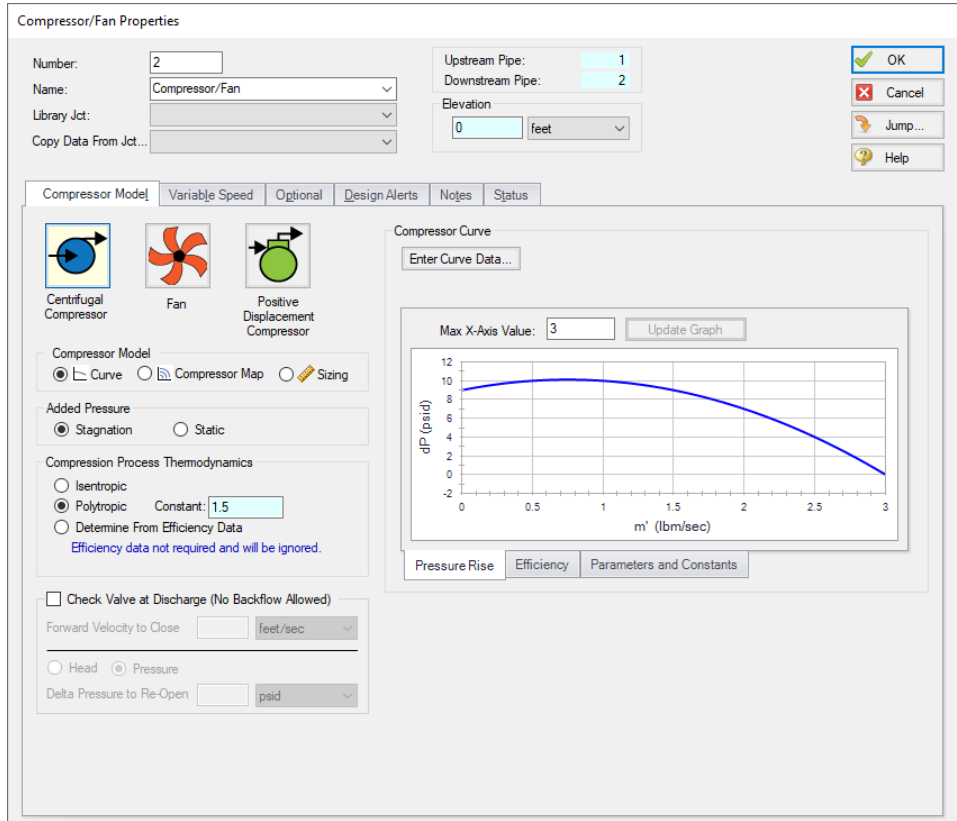 Compressor/Fan Properties
Number: 2
Name: Compressor/Fan
Library Jct:
Copy Data From Jct...
Upstream Pipe: 1
Downstream Pipe: 2
Elevation
0 feet
OK
Cancel
Jump...
Help
Compressor Model Variable Speed Optional Design Alerts Notes Status
Centrifugal
Compressor
Fan
Positive
Displacement
Compressor
Compressor Model
Curve Compressor Map Sizing
Added Pressure
Stagnation Static
Compression Process Thermodynamics
Isentropic
Polytropic Constant: 1.5
Determine From Efficiency Data
Efficiency data not required and will be ignored.
Check Valve at Discharge (No Backflow Allowed)
Forward Velocity to Close feet/sec
Head Pressure
Delta Pressure to Re-Open psid
Compressor Curve
Enter Curve Data...
Max X-Axis Value: 3 Update Graph
dP (psid)
12
10
8
6
4
2
0
-2
0 0.5 1 1.5 2 2.5 3
m' (lbm/sec)
Pressure Rise Efficiency Parameters and Constants